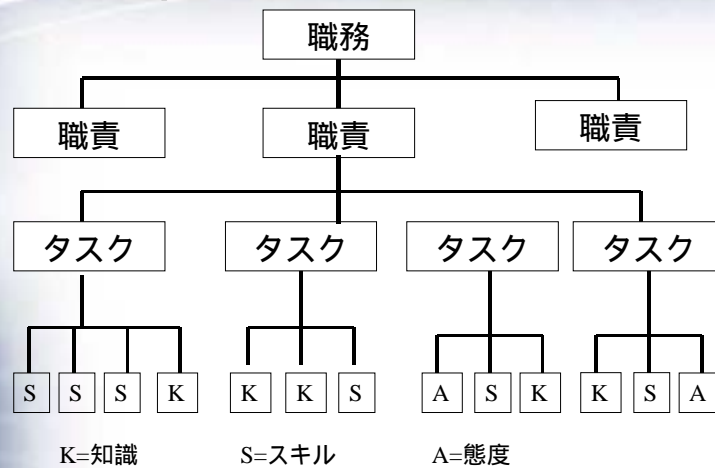 職務
職責 職責 職責
タスク タスク タスク タスク
S S S K K K S A S K K S A
K=知識 S=スキル A=態度